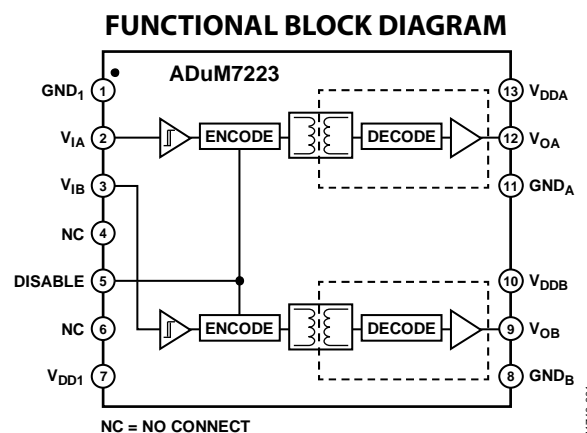 FUNCTIONAL BLOCK DIAGRAM
ADuM7223
GND1 1
VIA 2
VIB 3
NC 4
DISABLE 5
NC 6
VDD1 7
ENCODE
DECODE
ENCODE
DECODE
13 VDDA
12 VOA
11 GNDA
10 VDDB
9 VOB
8 GNDB
NC = NO CONNECT